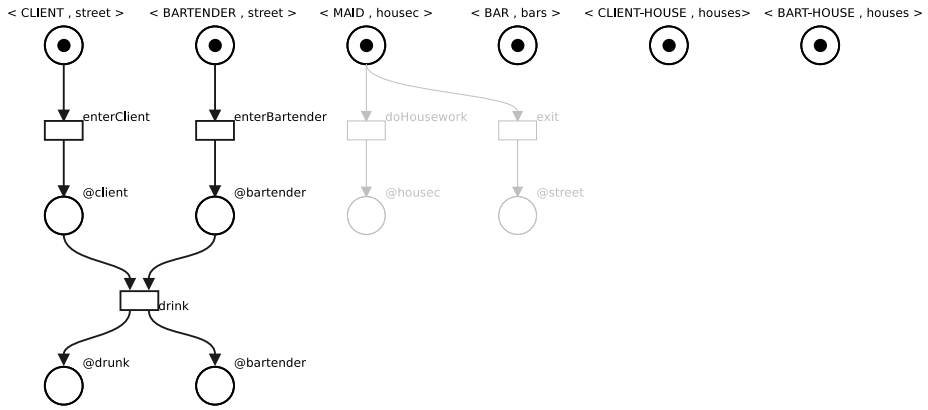 < CLIENT , street > < BARTENDER , street > < MAID , housec > < BAR , bars > < CLIENT-HOUSE , houses> < BART-HOUSE , houses >
enterClient enterBartender doHousework exit
@client @bartender @housec @street
drink
@drunk @bartender